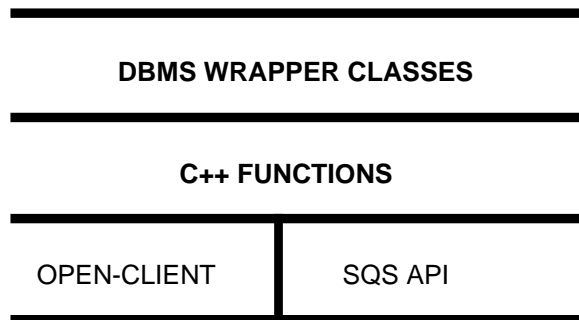 DBMS WRAPPER CLASSES
C++ FUNCTIONS
OPEN-CLIENT
SQS API